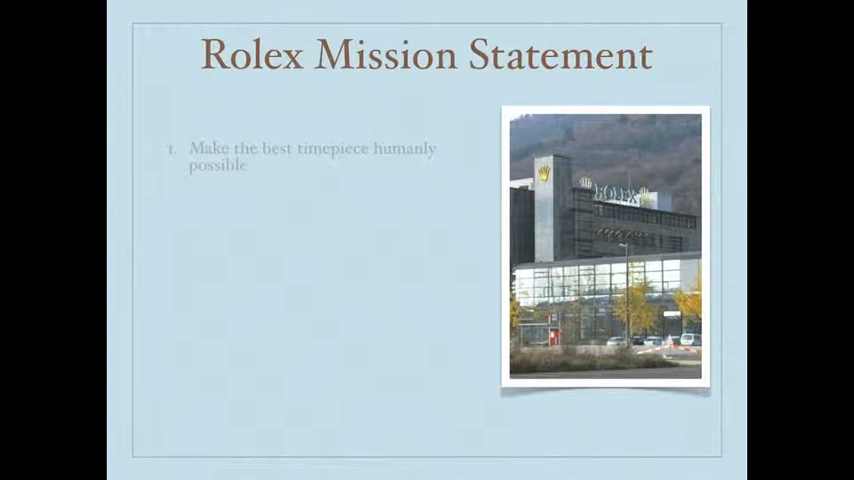 Rolex Mission Statement
1. Make the best timepiece humanly
possible
ROLEX